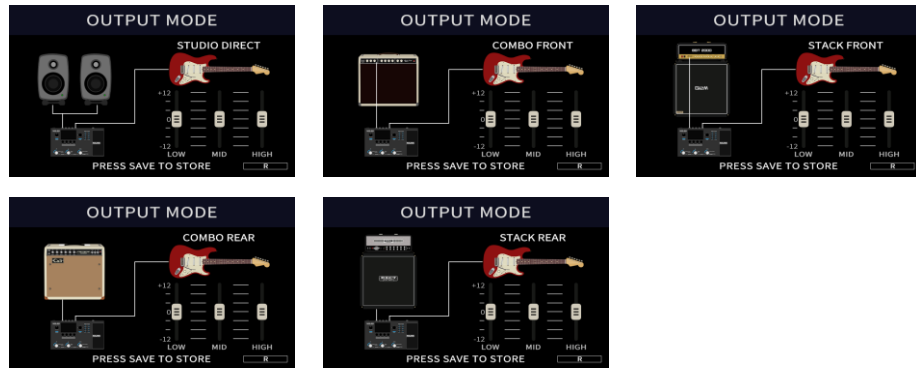 OUTPUT MODE
STUDIO DIRECT
+12
0
-12
LOW MID HIGH
PRESS SAVE TO STORE R
OUTPUT MODE
COMBO FRONT
+12
0
-12
LOW MID HIGH
PRESS SAVE TO STORE R
OUTPUT MODE
STACK FRONT
+12
0
-12
LOW MID HIGH
PRESS SAVE TO STORE R
OUTPUT MODE
COMBO REAR
+12
0
-12
LOW MID HIGH
PRESS SAVE TO STORE R
OUTPUT MODE
STACK REAR
+12
0
-12
LOW MID HIGH
PRESS SAVE TO STORE R